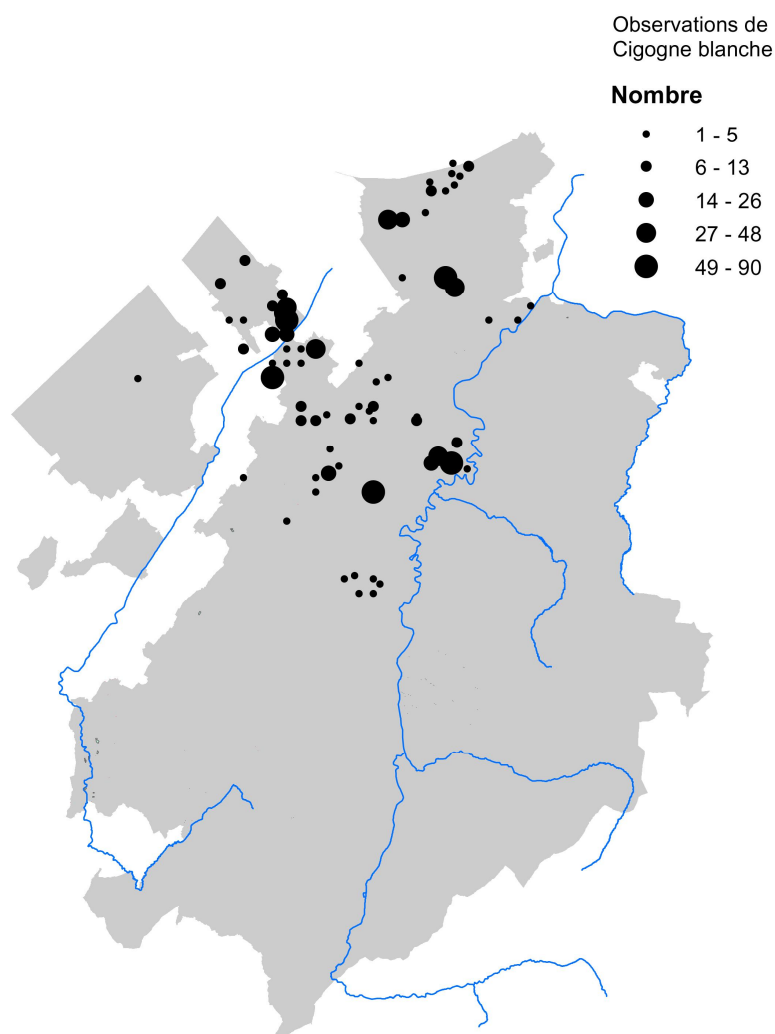 Observations de
Cigogne blanche
Nombre
1 - 5
6 - 13
14 - 26
27 - 48
49 - 90